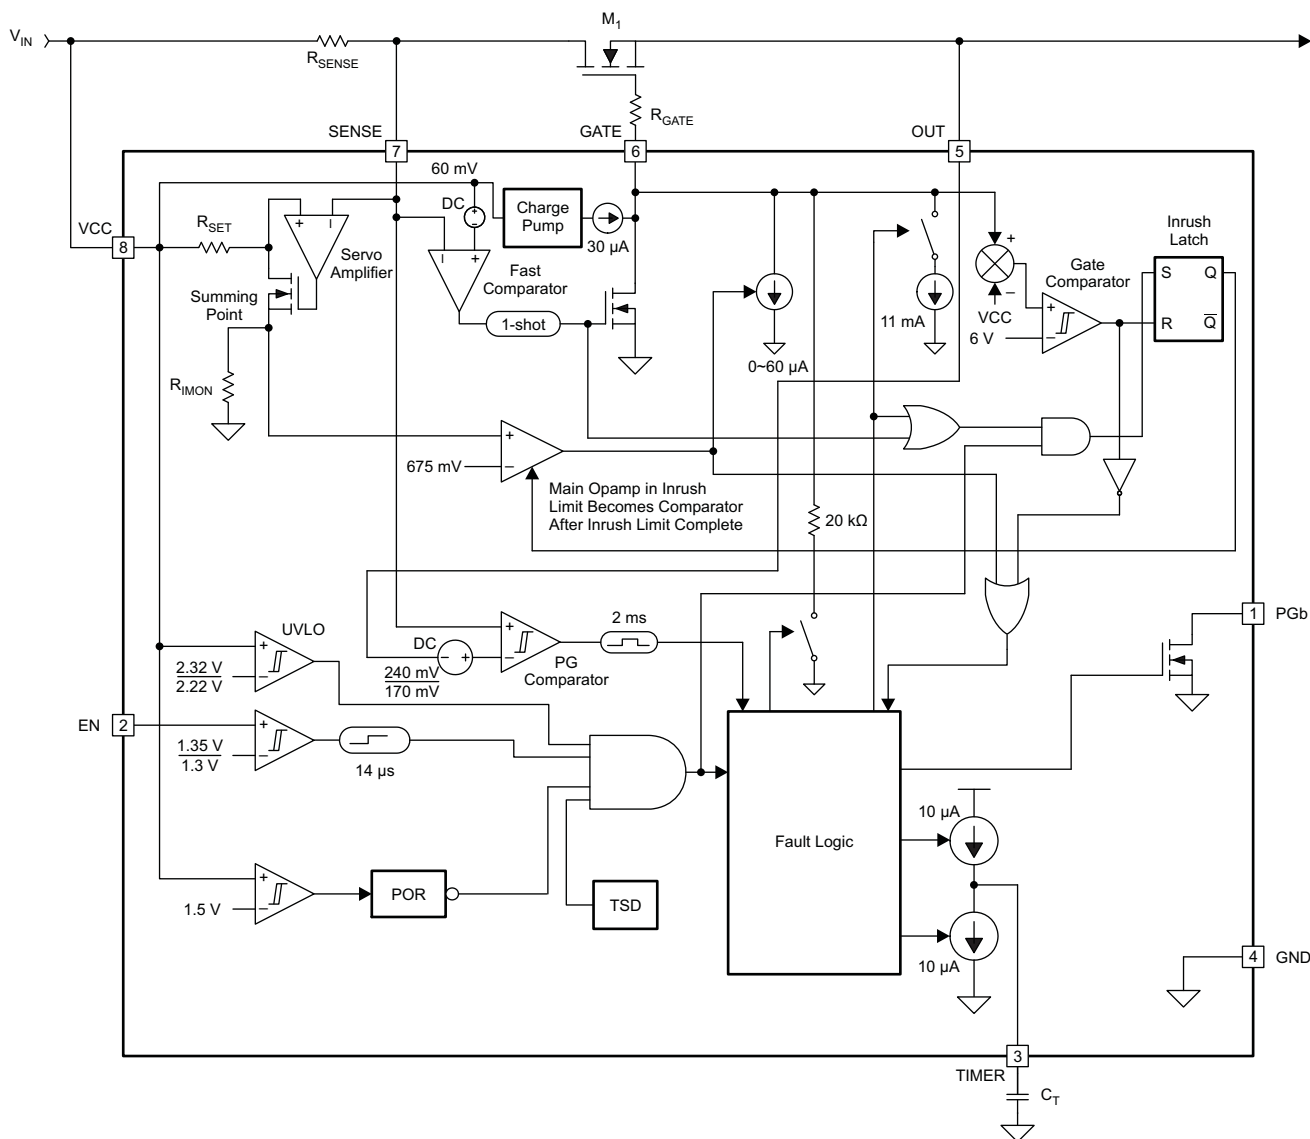 M1
VIN
RSENSE
RGATE
SENSE
GATE
OUT
7
6
5
60 mV
DC
Charge
Pump
30 µA
RSET
VCC
8
Servo
Amplifier
Fast
Comparator
Summing
Point
1-shot
RIMON
0~60 µA
11 mA
VCC
6 V
Gate
Comparator
Inrush
Latch
S
Q
R
Q
675 mV
Main Opamp in Inrush
Limit Becomes Comparator
After Inrush Limit Complete
20 kΩ
UVLO
2.32 V
2.22 V
DC
240 mV
170 mV
PG
Comparator
2 ms
1
PGb
EN
2
1.35 V
1.3 V
14 µs
Fault Logic
10 µA
10 µA
1.5 V
POR
TSD
4
GND
3
TIMER
CT